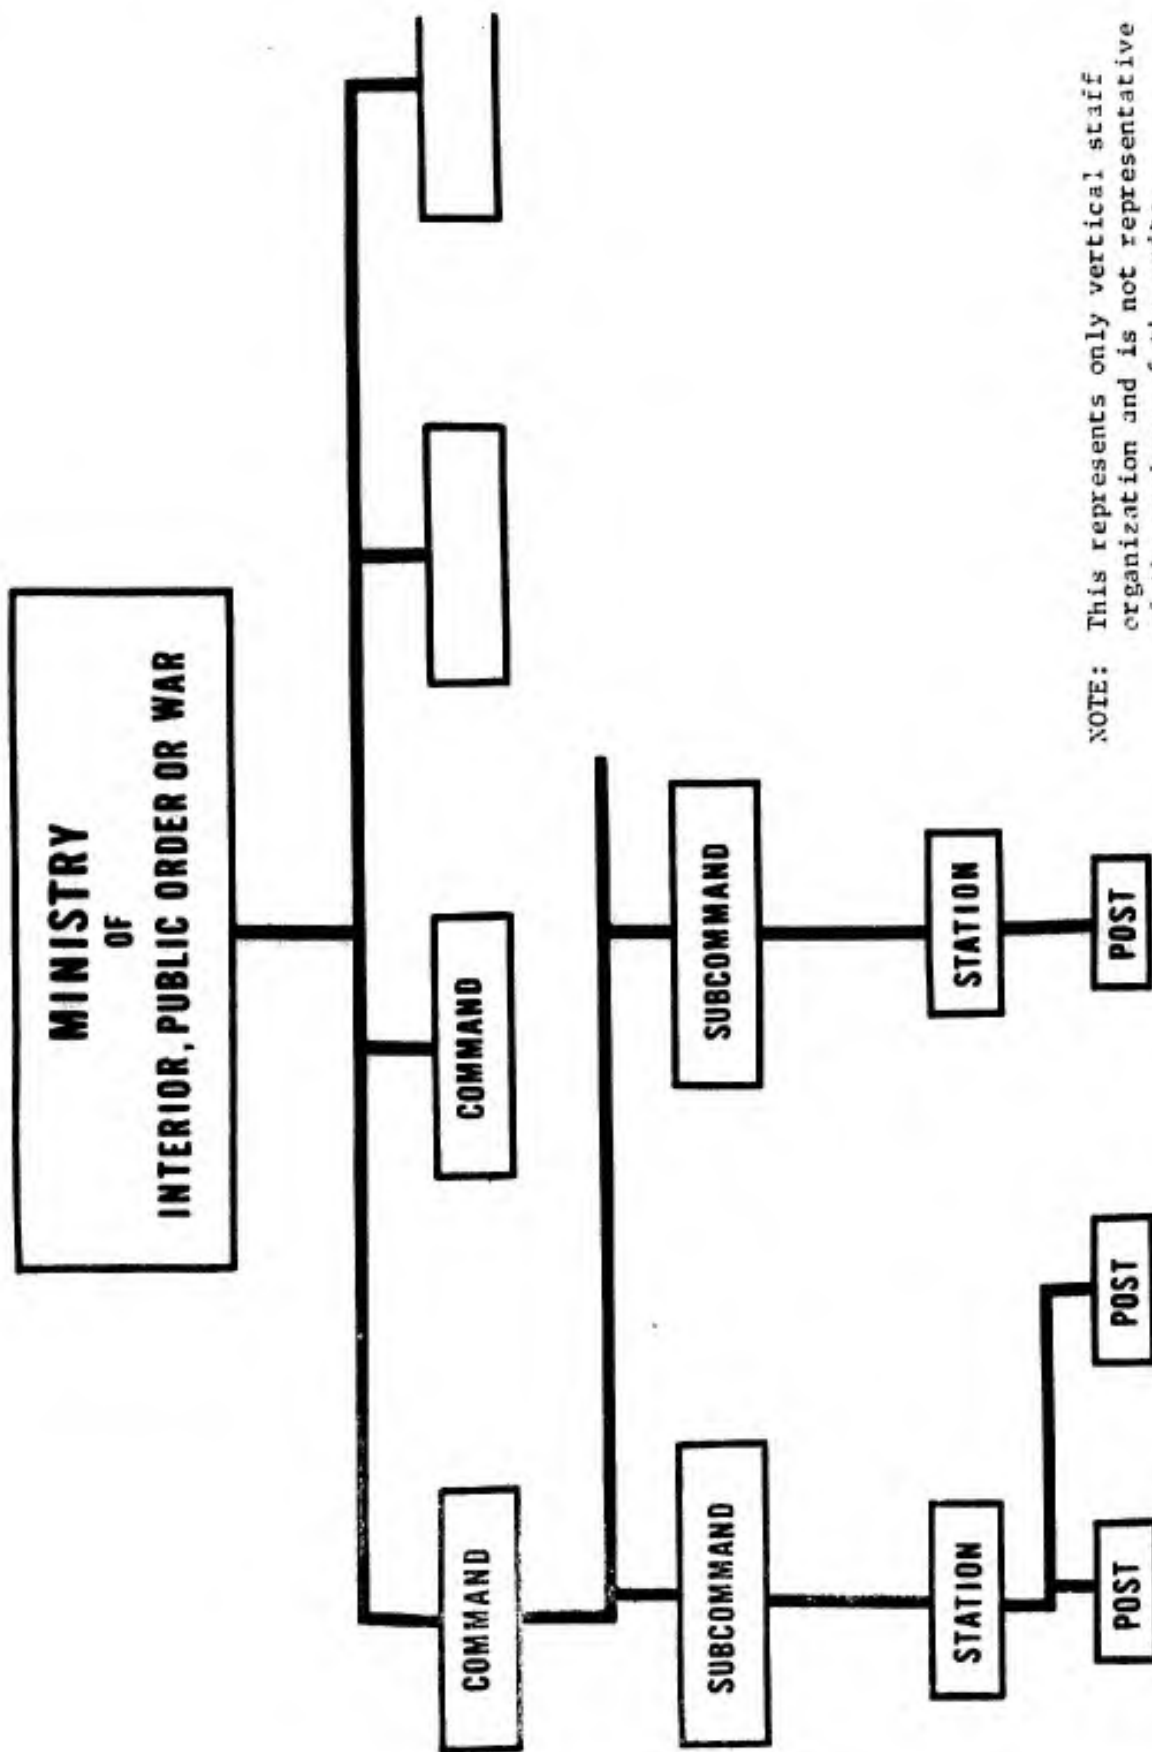 MINISTRY
OF
INTERIOR, PUBLIC ORDER OR WAR
COMMAND
COMMAND
SUBCOMMAND
SUBCOMMAND
STATION
STATION
POST
POST
POST
NOTE: This represents only vertical staff
organization and is not representative